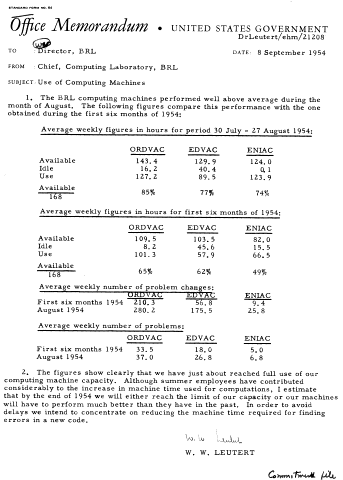 STANDARD FORM NO. 64
Office Memorandum • UNITED STATES GOVERNMENT
DrLeutert/ehm/21208
TO Director, BRL DATE: 8 September 1954
FROM Chief, Computing Laboratory, BRL
SUBJECT Use of Computing Machines
1. The BRL computing machines performed well above average during the
month of August. The following figures compare this performance with the one
obtained during the first six months of 1954:
Average weekly figures in hours for period 30 July - 27 August 1954:
ORDVAC EDVAC ENIAC
Available 143.4 129.9 124.0
Idle 16.2 40.4 0.1
Use 127.2 89.5 123.9
Available
168 85% 77% 74%
Average weekly figures in hours for first six months of 1954:
ORDVAC EDVAC ENIAC
Available 109.5 103.5 82.0
Idle 8.2 45.6 15.5
Use 101.3 57.9 66.5
Available
168 65% 62% 49%
Average weekly number of problem changes:
ORDVAC EDVAC ENIAC
First six months 1954 210.3 56.8 9.4
August 1954 280.2 175.5 25.8
Average weekly number of problems:
ORDVAC EDVAC ENIAC
First six months 1954 33.5 18.0 5.0
August 1954 37.0 26.8 6.8
2. The figures show clearly that we have just about reached full use of our
computing machine capacity. Although summer employees have contributed
considerably to the increase in machine time used for computations, I estimate
that by the end of 1954 we will either reach the limit of our capacity or our machines
will have to perform much better than they have in the past. In order to avoid
delays we intend to concentrate on reducing the machine time required for finding
errors in a new code.
W. W. Leutert
W. W. LEUTERT
Commitment file